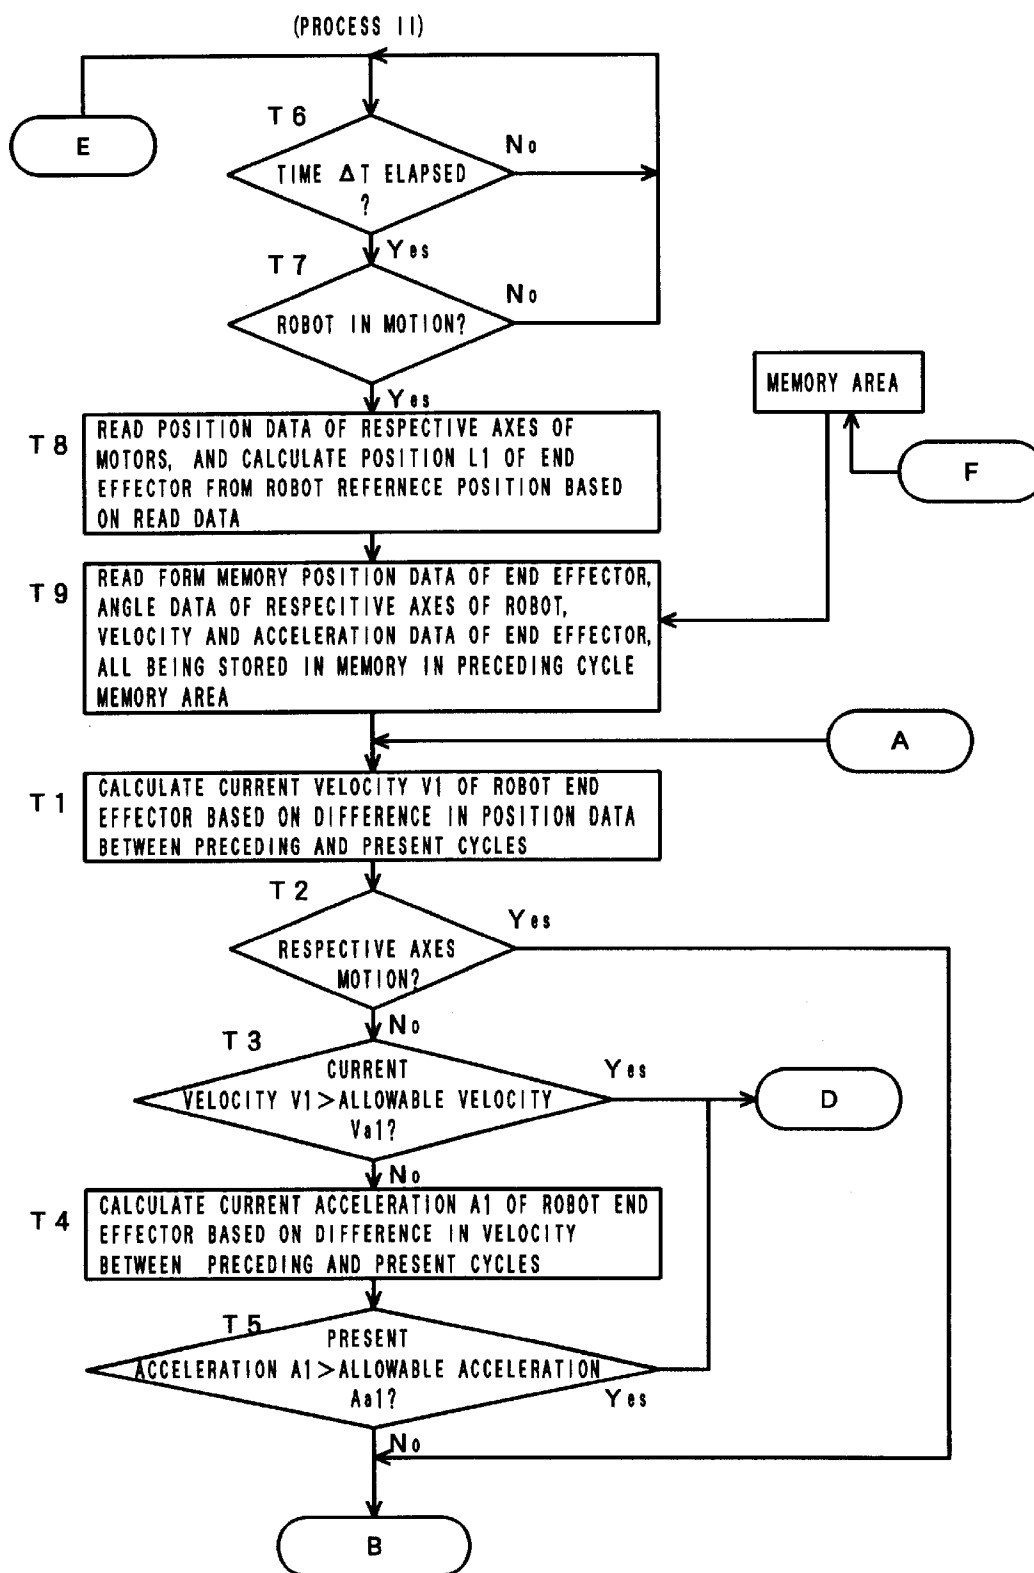 (PROCESS II)
E
T6
No
TIME ΔT ELAPSED
?
Yes
T7
No
ROBOT IN MOTION?
Yes
MEMORY AREA
F
T8
READ POSITION DATA OF RESPECTIVE AXES OF
MOTORS, AND CALCULATE POSITION L1 OF END
EFFECTOR FROM ROBOT REFERNECE POSITION BASED
ON READ DATA
T9
READ FORM MEMORY POSITION DATA OF END EFFECTOR,
ANGLE DATA OF RESPECITIVE AXES OF ROBOT,
VELOCITY AND ACCELERATION DATA OF END EFFECTOR,
ALL BEING STORED IN MEMORY IN PRECEDING CYCLE
MEMORY AREA
A
T1
CALCULATE CURRENT VELOCITY V1 OF ROBOT END
EFFECTOR BASED ON DIFFERENCE IN POSITION DATA
BETWEEN PRECEDING AND PRESENT CYCLES
T2
Yes
RESPECTIVE AXES
MOTION?
No
T3
CURRENT
VELOCITY V1>ALLOWABLE VELOCITY
Va1?
Yes
D
No
T4
CALCULATE CURRENT ACCELERATION A1 OF ROBOT END
EFFECTOR BASED ON DIFFERENCE IN VELOCITY
BETWEEN PRECEDING AND PRESENT CYCLES
T5
PRESENT
ACCELERATION A1>ALLOWABLE ACCELERATION
Aa1?
Yes
No
B